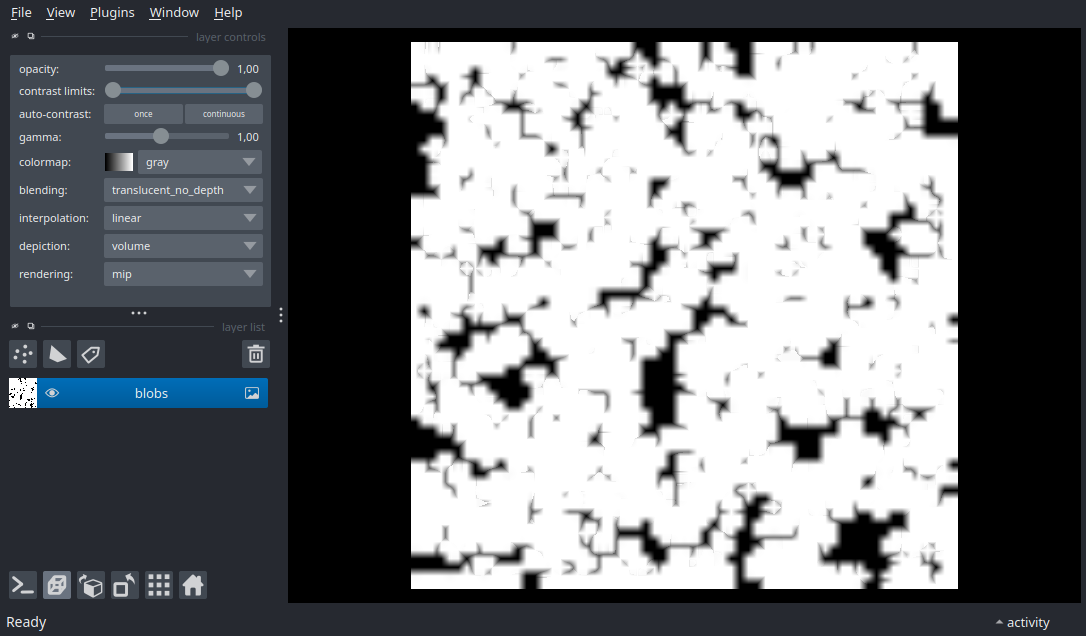 File View Plugins Window Help
layer controls
opacity: 1,00
contrast limits:
auto-contrast: once continuous
gamma: 1,00
colormap: gray
blending: translucent_no_depth
interpolation: linear
depiction: volume
rendering: mip
layer list
blobs
Ready activity